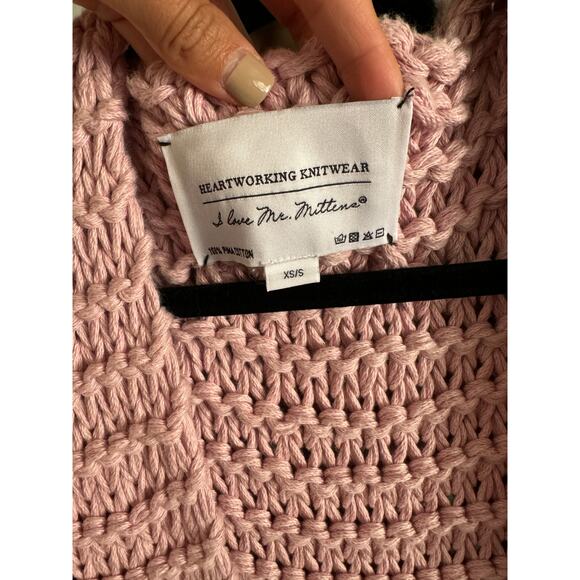 HEARTWORKING KNITWEAR
I love Mr. Mittens®
100% PIMA COTTON
XS/S